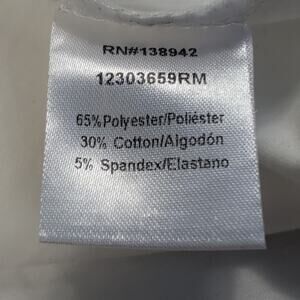 RN#138942
12303659RM
65%Polyester/Poliéster
30% Cotton/Algodón
5% Spandex/Elastano